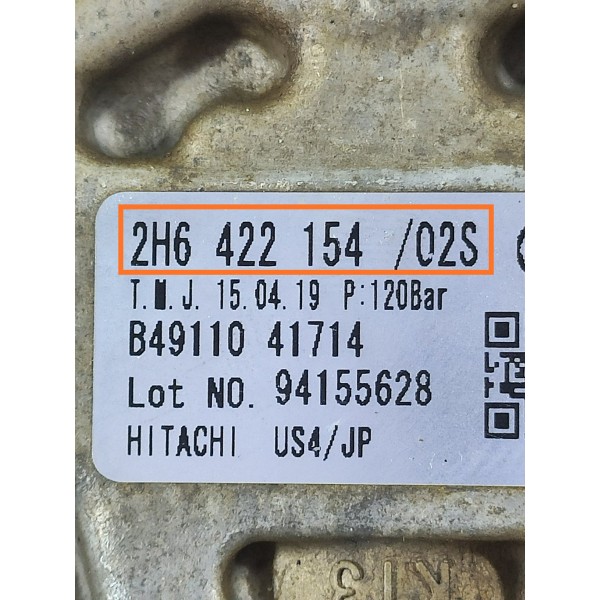 2H6 422 154 /02S
T.M.J. 15.04.19 P:120Bar
B49110 41714
Lot NO. 94155628
HITACHI US4/JP